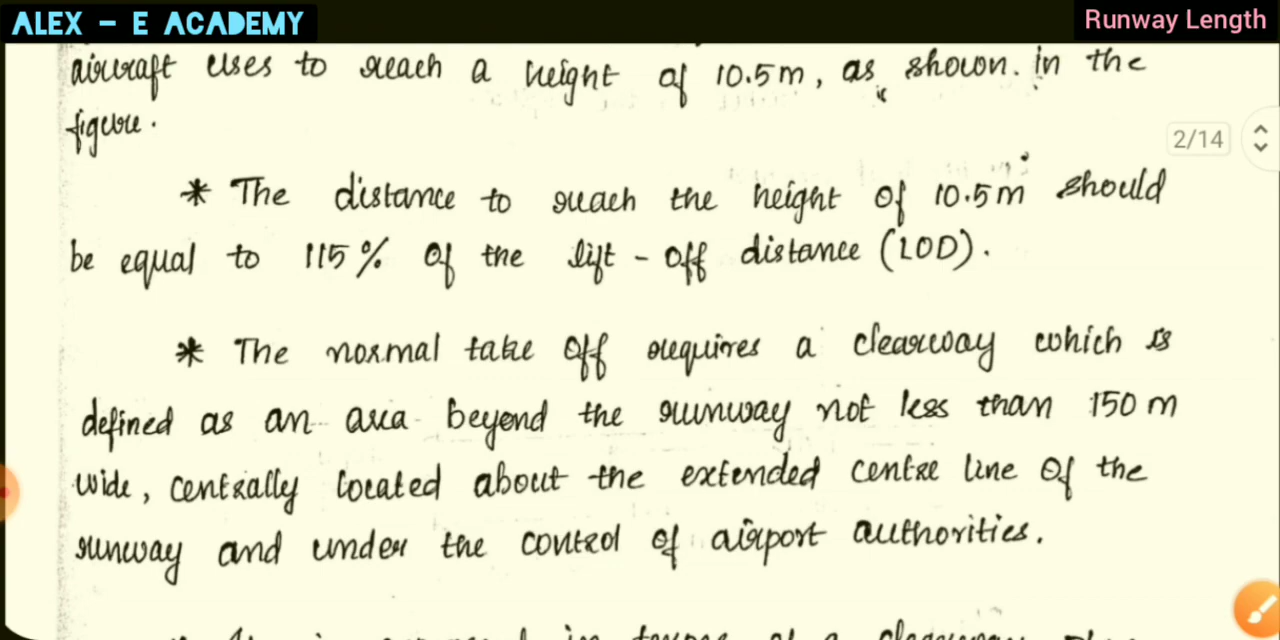 ALEX - E ACADEMY
Runway Length
aircraft uses to reach a height of 10.5m, as shown. in the
figure.
2/14
* The distance to reach the height of 10.5m should
be equal to 115% of the lift - off distance (LOD).
* The normal take off requires a clearway which is
defined as an area beyond the runway not less than 150 m
wide, centrally located about the extended centre line of the
runway and under the control of airport authorities.